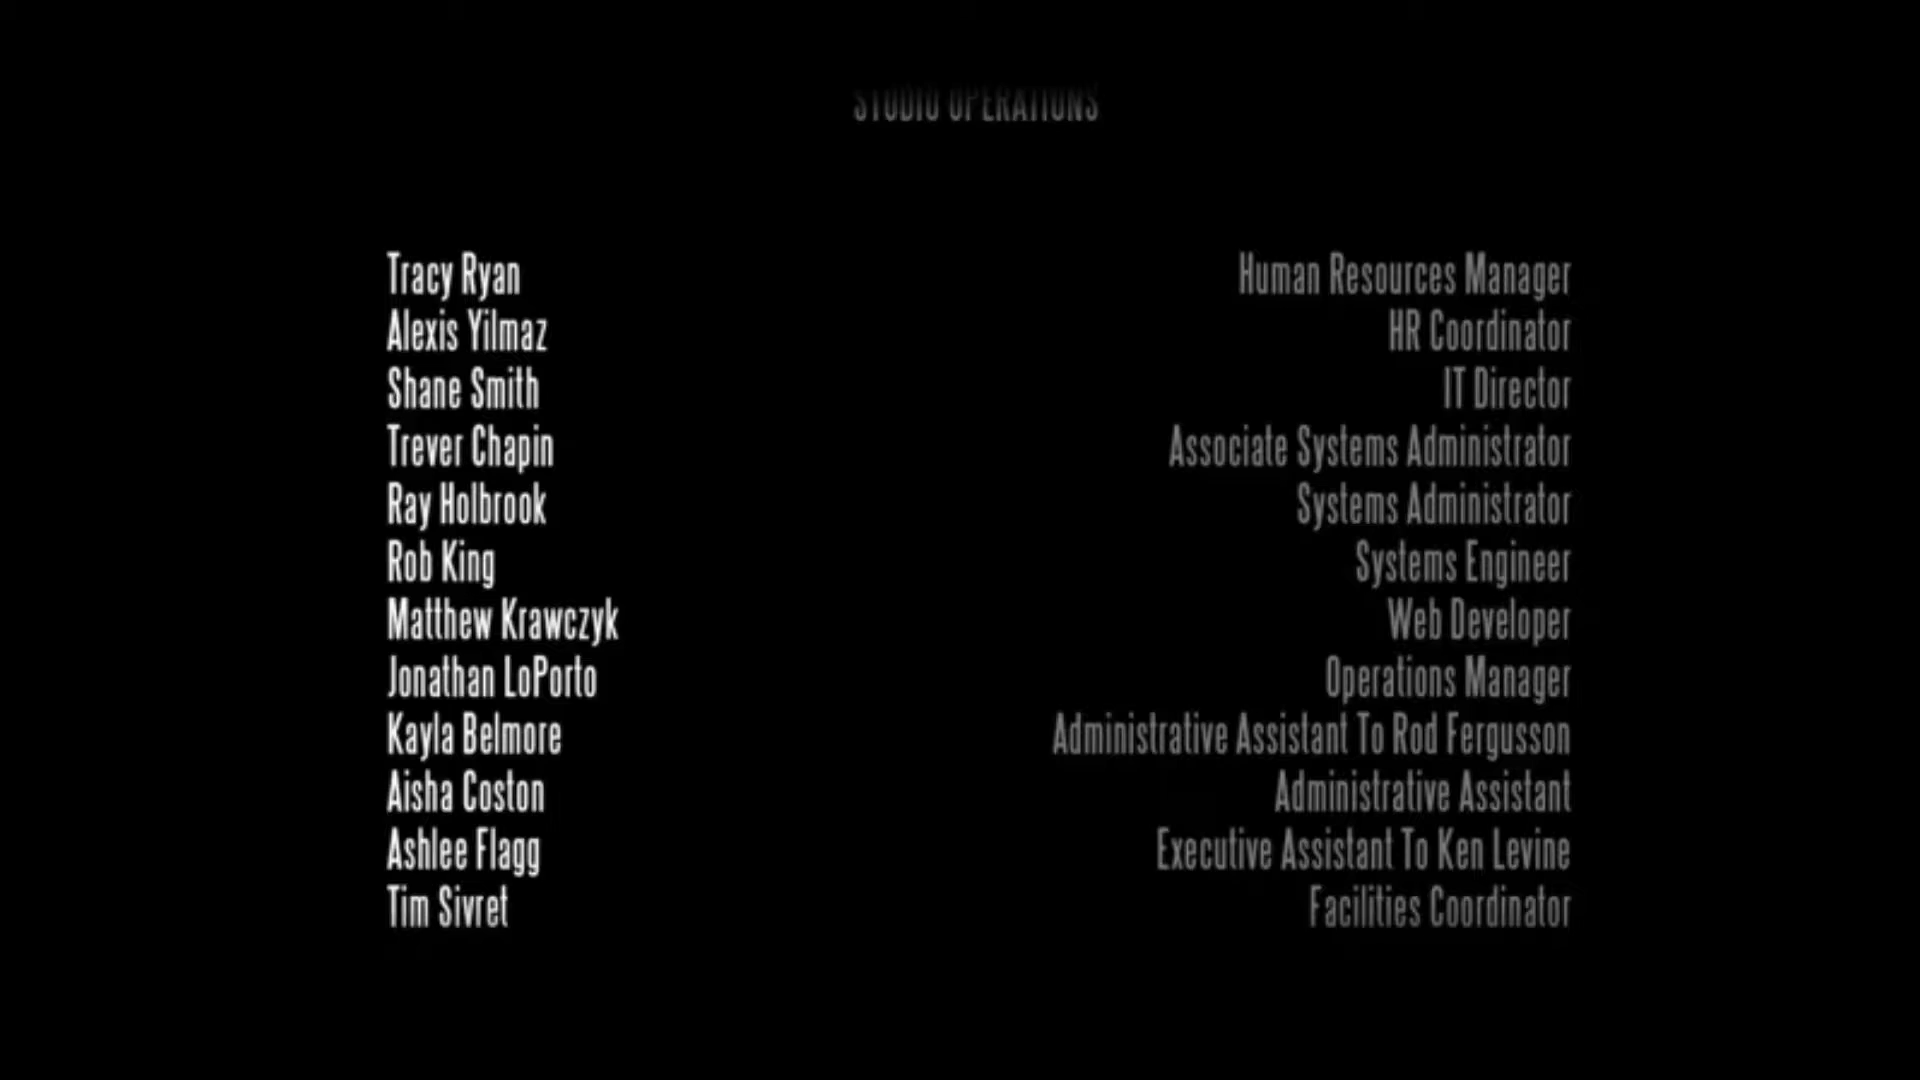 STUDIO OPERATIONS
Tracy Ryan Human Resources Manager
Alexis Yilmaz HR Coordinator
Shane Smith IT Director
Trever Chapin Associate Systems Administrator
Ray Holbrook Systems Administrator
Rob King Systems Engineer
Matthew Krawczyk Web Developer
Jonathan LoPorto Operations Manager
Kayla Belmore Administrative Assistant To Rod Fergusson
Aisha Coston Administrative Assistant
Ashlee Flagg Executive Assistant To Ken Levine
Tim Sivret Facilities Coordinator